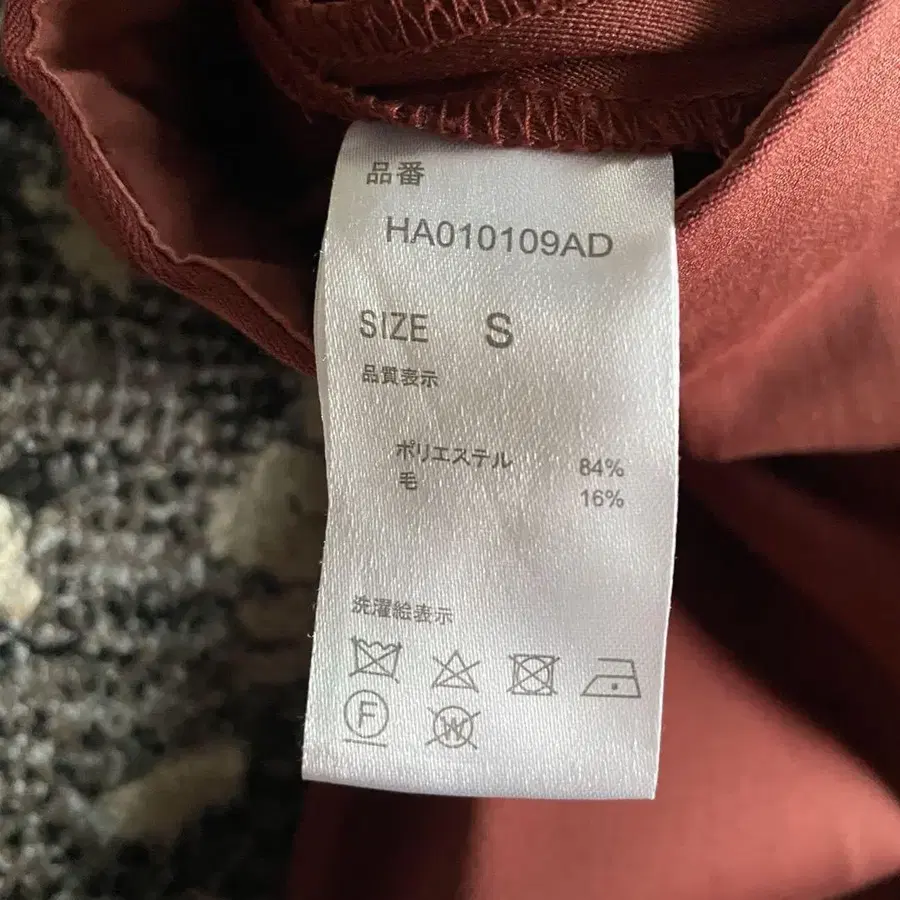 品番
HA010109AD
SIZE S
品質表示
ポリエステル 84%
毛 16%
洗濯絵表示
F W